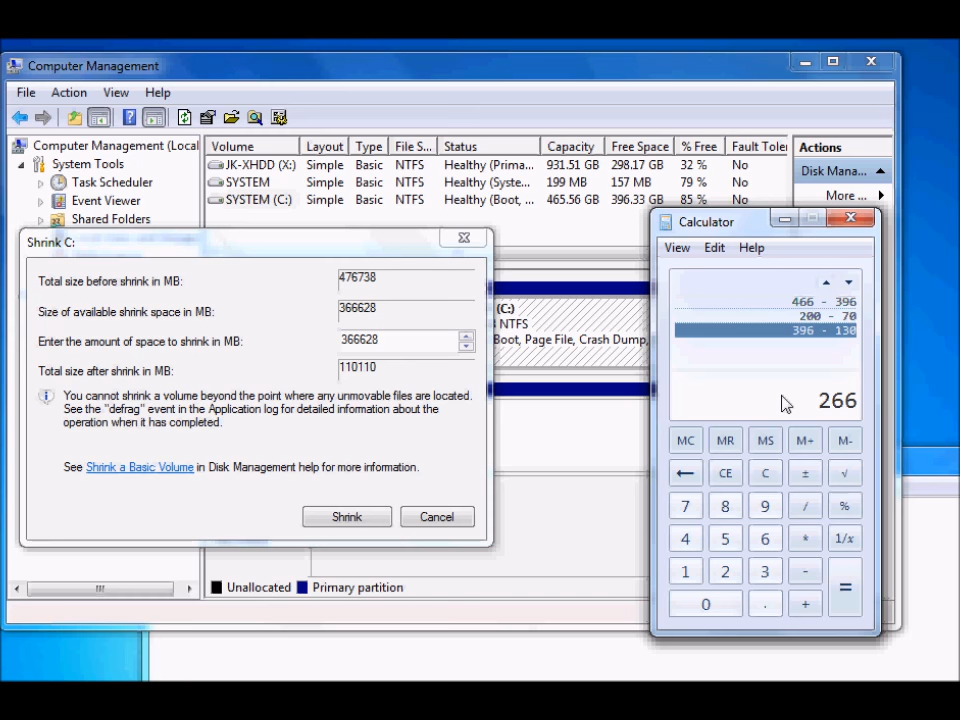 Computer Management
File Action View Help
Computer Management (Local
System Tools
Task Scheduler
Event Viewer
Shared Folders
Volume Layout Type File S... Status Capacity Free Space % Free Fault Toler
JK-XHDD (X:) Simple Basic NTFS Healthy (Prima... 931.51 GB 298.17 GB 32 % No
SYSTEM Simple Basic NTFS Healthy (Syste... 199 MB 157 MB 79 % No
SYSTEM (C:) Simple Basic NTFS Healthy (Boot, ... 465.56 GB 396.33 GB 85 % No
Actions
Disk Mana...
More ...
Shrink C:
Total size before shrink in MB: 476738
Size of available shrink space in MB: 366628
Enter the amount of space to shrink in MB: 366628
Total size after shrink in MB: 110110
You cannot shrink a volume beyond the point where any unmovable files are located.
See the "defrag" event in the Application log for detailed information about the
operation when it has completed.
See Shrink a Basic Volume in Disk Management help for more information.
Shrink Cancel
(C:)
NTFS
Boot, Page File, Crash Dump,
Unallocated Primary partition
Calculator
View Edit Help
466 - 396
200 - 70
396 - 130
266
MC MR MS M+ M-
← CE C ± √
7 8 9 / %
4 5 6 * 1/x
1 2 3 - =
0 . +